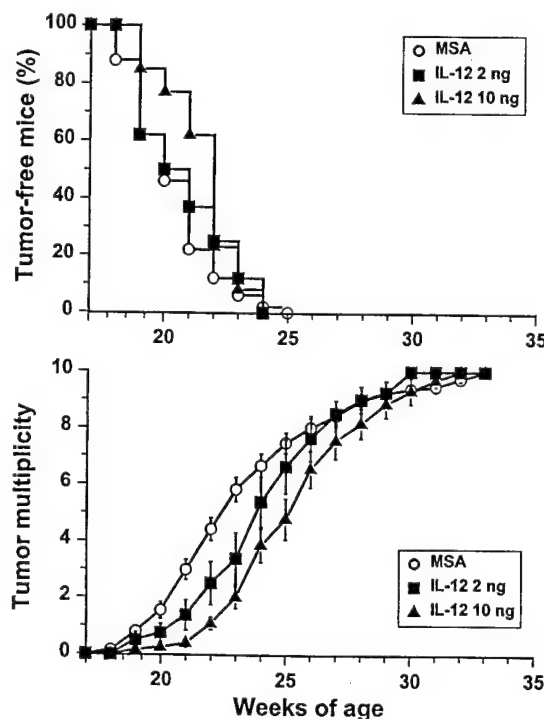 Tumor-free mice (%)
100
80
60
40
20
0
MSA
IL-12 2 ng
IL-12 10 ng
20
25
30
35
Tumor multiplicity
10
8
6
4
2
0
MSA
IL-12 2 ng
IL-12 10 ng
20
25
30
35
Weeks of age